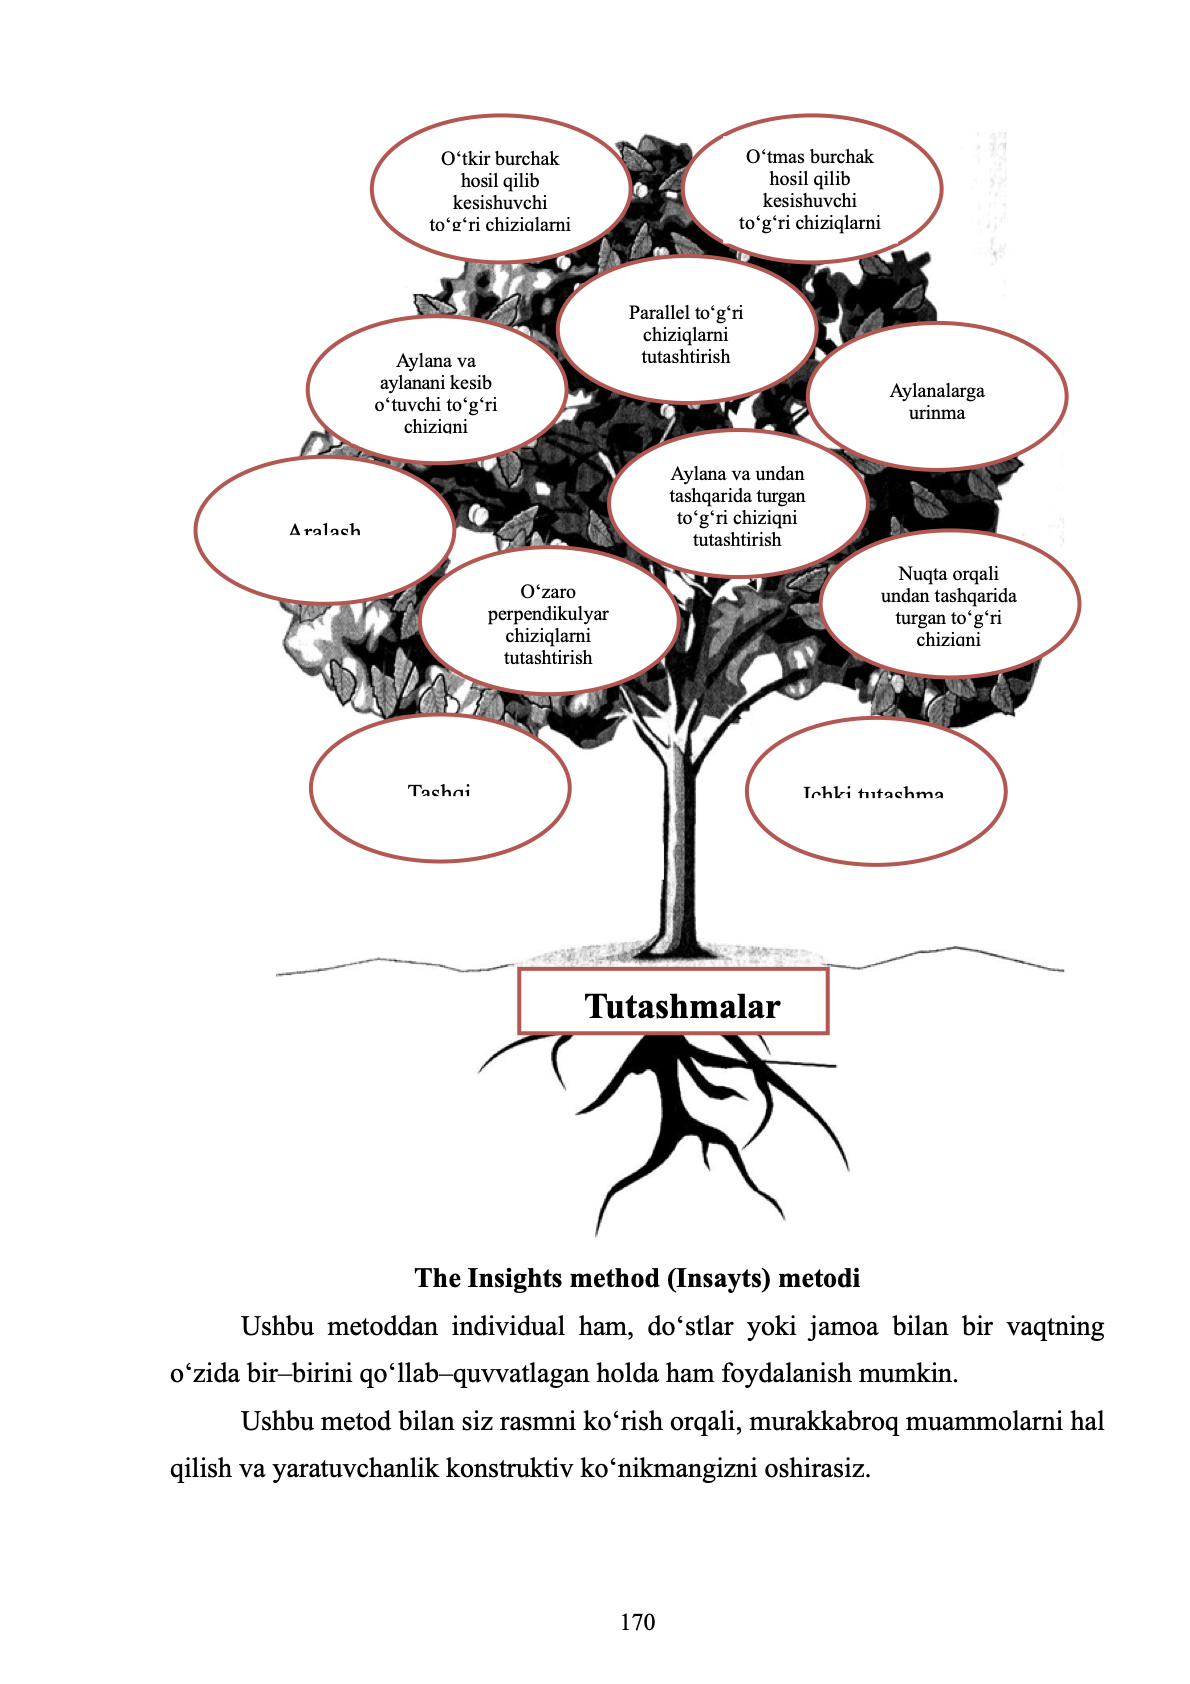 O‘tkir burchak
hosil qilib
kesishuvchi
to‘g‘ri chiziqlarni
O‘tmas burchak
hosil qilib
kesishuvchi
to‘g‘ri chiziqlarni
Parallel to‘g‘ri
chiziqlarni
tutashtirish
Aylana va
aylanani kesib
o‘tuvchi to‘g‘ri
chiziqni
Aylanalarga
urinma
Aylana va undan
tashqarida turgan
to‘g‘ri chiziqni
tutashtirish
Aralash
O‘zaro
perpendikulyar
chiziqlarni
tutashtirish
Nuqta orqali
undan tashqarida
turgan to‘g‘ri
chiziqni
Tashqi
Ichki tutashma
Tutashmalar
The Insights method (Insayts) metodi
Ushbu metoddan individual ham, do‘stlar yoki jamoa bilan bir vaqtning
o‘zida bir–birini qo‘llab–quvvatlagan holda ham foydalanish mumkin.
Ushbu metod bilan siz rasmni ko‘rish orqali, murakkabroq muammolarni hal
qilish va yaratuvchanlik konstruktiv ko‘nikmangizni oshirasiz.
170